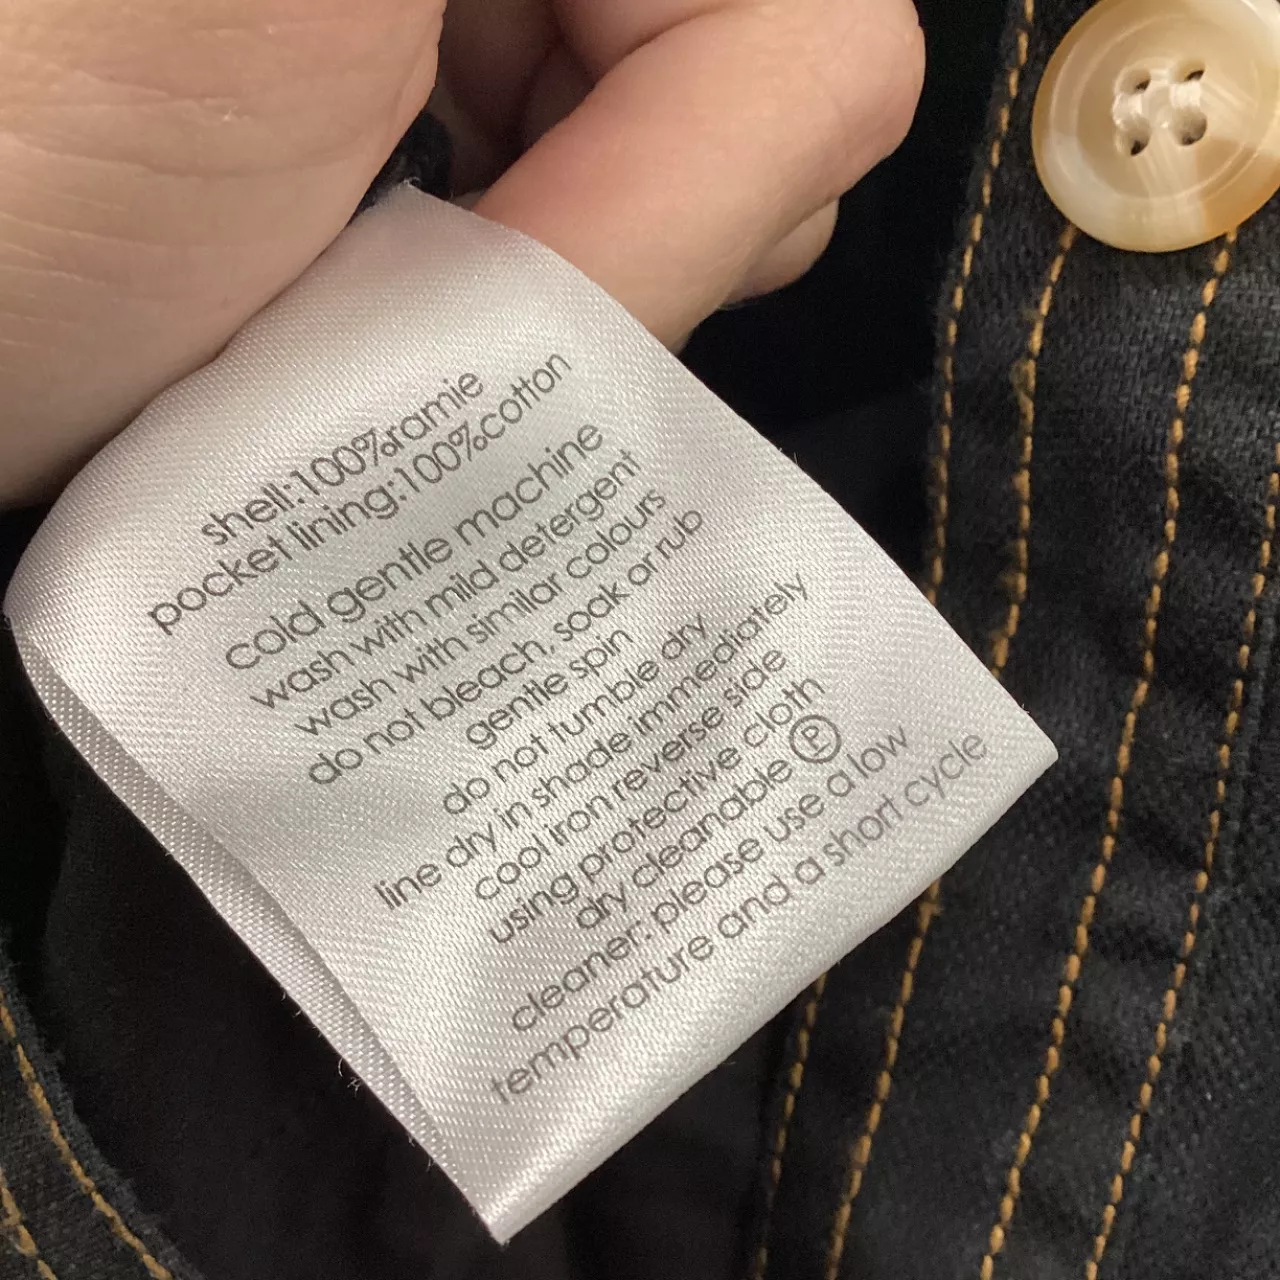 shell:100%ramie
pocket lining:100%cotton
cold gentle machine
wash with mild detergent
wash with similar colours
do not bleach, soak or rub
gentle spin
do not tumble dry
line dry in shade immediately
cool iron reverse side
using protective cloth
dry cleanable Ⓟ
cleaner: please use a low
temperature and a short cycle